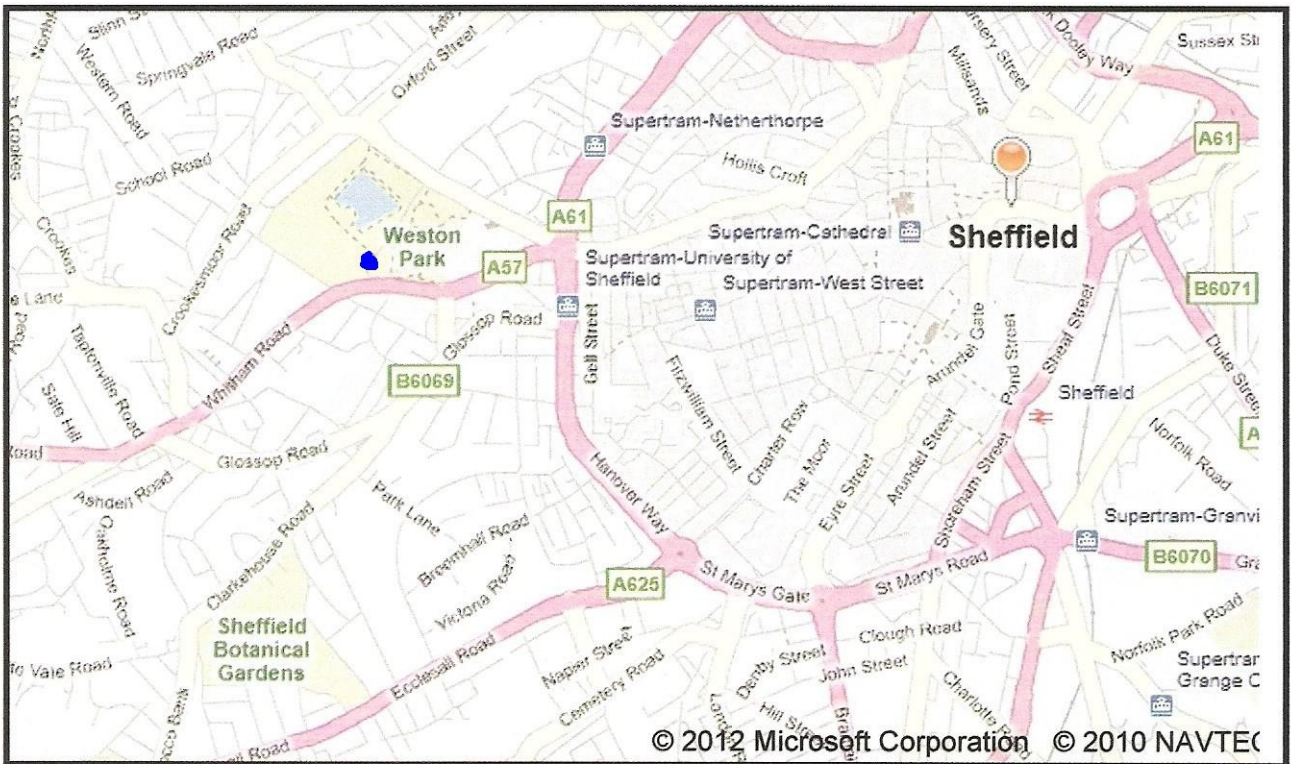 Springvale Road
Western Road
Oxford Street
School Road
Crookesmoor Road
Crookes
Supertram-Netherthorpe
Hollis Croft
Millsands
Dooley Way
Sussex
A61
Weston
Park
A61
A57
Supertram-Cathedral
Sheffield
Supertram-University of
Sheffield
Supertram-West Street
B6071
Glossop Road
Gell Street
B6069
Whitham Road
Taptonville Road
Fitzwilliam Street
Charles Row
The Moor
Eyre Street
Arundel Street
Arundel Gate
Pond Street
Sheaf Street
Sheffield
Duke Street
Norfolk Road
Glossop Road
Ashdell Road
Oakholme Road
Clarkehouse Road
Park Lane
Broomhall Road
Victoria Road
Hanover Way
Shoreham Street
Supertram-Granvi
B6070
St Marys Gate
St Marys Road
A625
Sheffield
Botanical
Gardens
Ecclesall Road
Napier Street
Cemetery Road
Denby Street
John Street
Clough Road
Charlotte Road
Norfolk Park Road
Vale Road
Hill
© 2012 Microsoft Corporation © 2010 NAVTEC